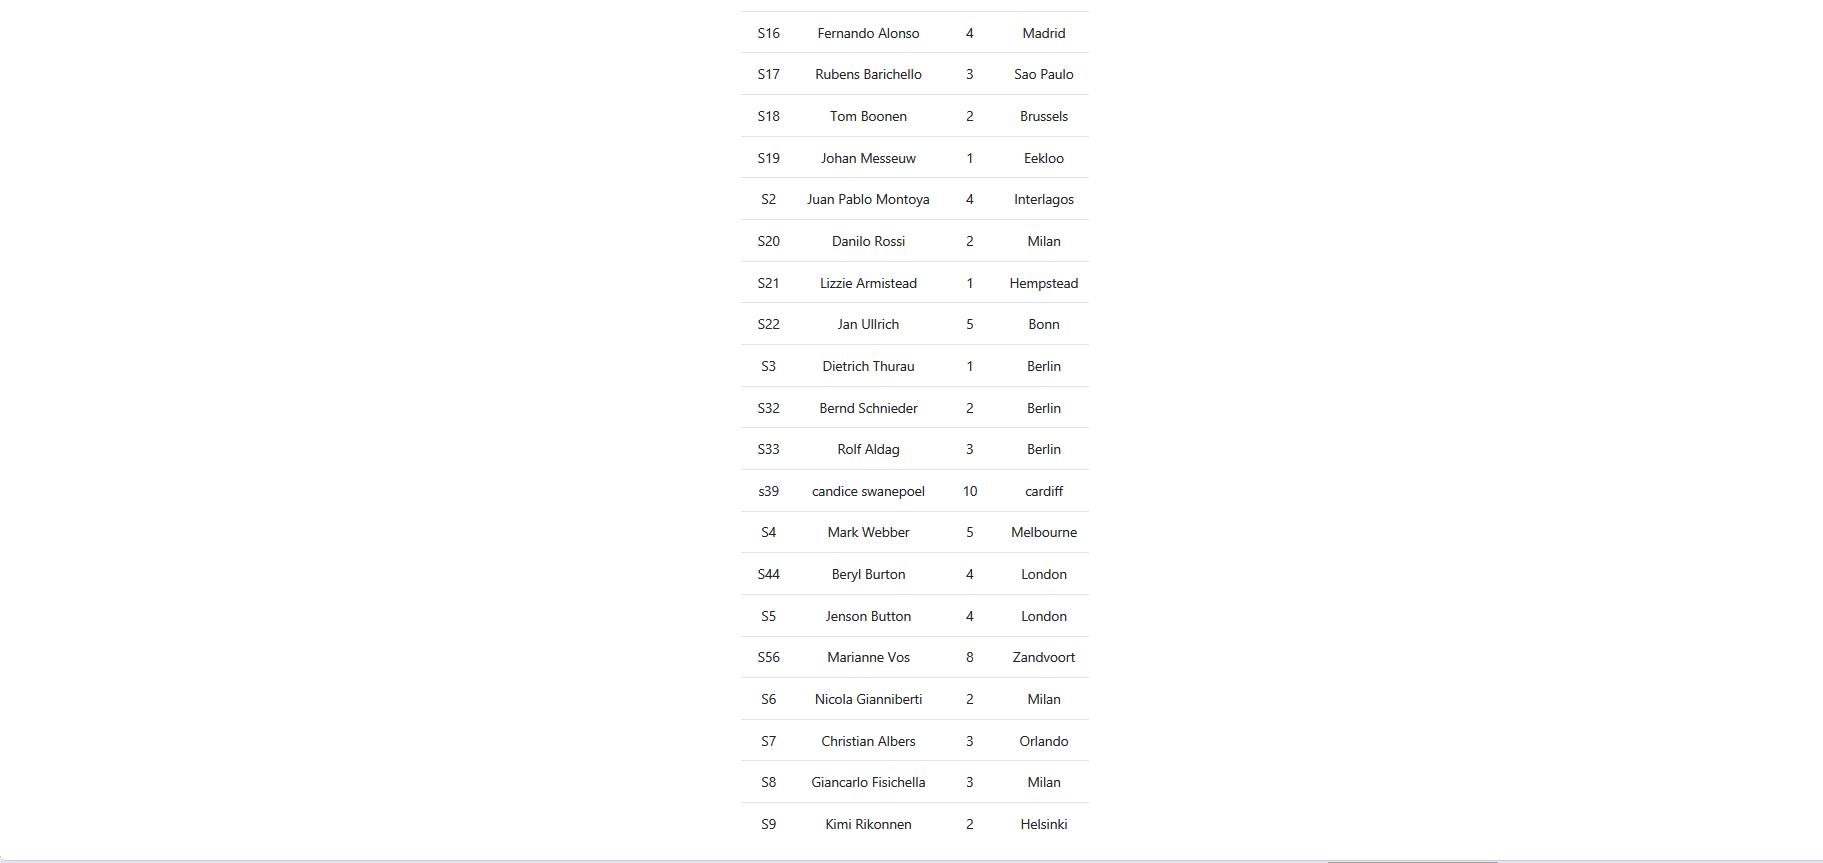 S16 Fernando Alonso 4 Madrid
S17 Rubens Barichello 3 Sao Paulo
S18 Tom Boonen 2 Brussels
S19 Johan Messeuw 1 Eekloo
S2 Juan Pablo Montoya 4 Interlagos
S20 Danilo Rossi 2 Milan
S21 Lizzie Armistead 1 Hempstead
S22 Jan Ullrich 5 Bonn
S3 Dietrich Thurau 1 Berlin
S32 Bernd Schnieder 2 Berlin
S33 Rolf Aldag 3 Berlin
s39 candice swanepoel 10 cardiff
S4 Mark Webber 5 Melbourne
S44 Beryl Burton 4 London
S5 Jenson Button 4 London
S56 Marianne Vos 8 Zandvoort
S6 Nicola Gianniberti 2 Milan
S7 Christian Albers 3 Orlando
S8 Giancarlo Fisichella 3 Milan
S9 Kimi Rikonnen 2 Helsinki